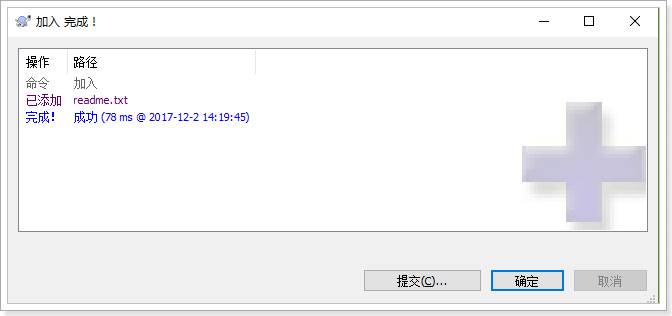 加入 完成！
操作 路径
命令 加入
已添加 readme.txt
完成! 成功 (78 ms @ 2017-12-2 14:19:45)
提交(C)... 确定 取消